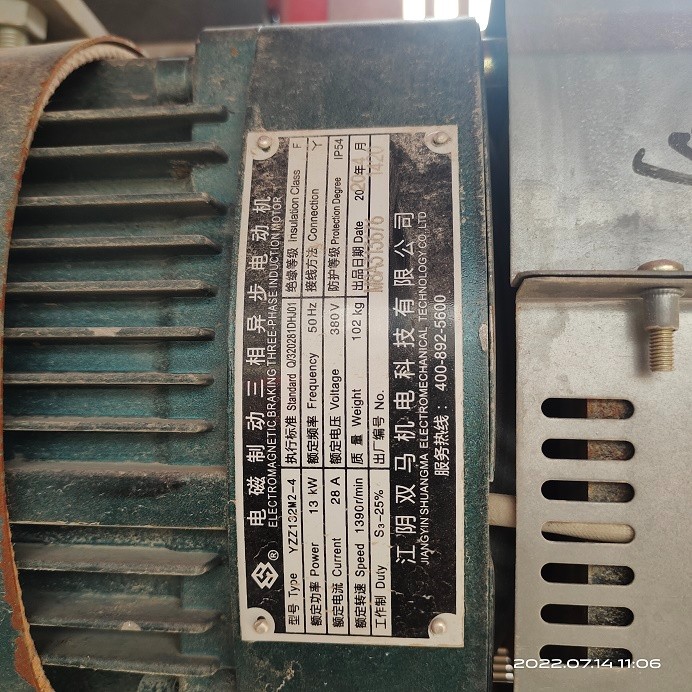 电磁制动三相异步电动机
ELECTROMAGNETIC BRAKING THREE-PHASE INDUCTION MOTOR
型号 Type YZZ132M2-4 执行标准 Standard Q/320281DHJ01 绝缘等级 Insulation Class F
额定功率 Power 13 kW 额定频率 Frequency 50 Hz 接线方法 Connection Y
额定电流 Current 28 A 额定电压 Voltage 380 V 防护等级 Protection Degree IP54
额定转速 Speed 1390r/min 质量 Weight 102 kg 出品日期 Date 20 年 月
工作制 Duty S3-25% 出厂编号 No.
江阴双马机电科技有限公司
JIANGYIN SHUANGMA ELECTROMECHANICAL TECHNOLOGY CO.,LTD
服务热线: 400-892-5600
2022.07.14 11:06